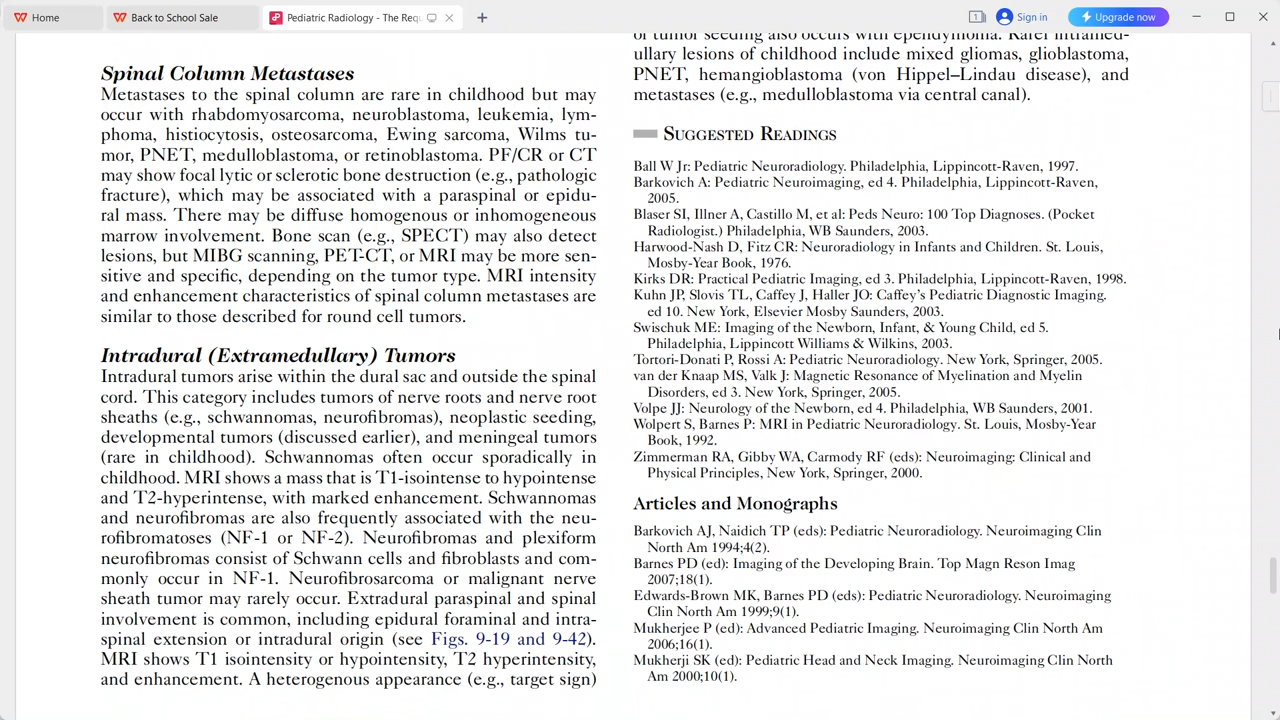 Home
Back to School Sale
Pediatric Radiology - The Requ
1
Sign in
Upgrade now
Spinal Column Metastases
Metastases to the spinal column are rare in childhood but may
occur with rhabdomyosarcoma, neuroblastoma, leukemia, lym-
phoma, histiocytosis, osteosarcoma, Ewing sarcoma, Wilms tu-
mor, PNET, medulloblastoma, or retinoblastoma. PF/CR or CT
may show focal lytic or sclerotic bone destruction (e.g., pathologic
fracture), which may be associated with a paraspinal or epidu-
ral mass. There may be diffuse homogenous or inhomogeneous
marrow involvement. Bone scan (e.g., SPECT) may also detect
lesions, but MIBG scanning, PET-CT, or MRI may be more sen-
sitive and specific, depending on the tumor type. MRI intensity
and enhancement characteristics of spinal column metastases are
similar to those described for round cell tumors.
Intradural (Extramedullary) Tumors
Intradural tumors arise within the dural sac and outside the spinal
cord. This category includes tumors of nerve roots and nerve root
sheaths (e.g., schwannomas, neurofibromas), neoplastic seeding,
developmental tumors (discussed earlier), and meningeal tumors
(rare in childhood). Schwannomas often occur sporadically in
childhood. MRI shows a mass that is T1-isointense to hypointense
and T2-hyperintense, with marked enhancement. Schwannomas
and neurofibromas are also frequently associated with the neu-
rofibromatoses (NF-1 or NF-2). Neurofibromas and plexiform
neurofibromas consist of Schwann cells and fibroblasts and com-
monly occur in NF-1. Neurofibrosarcoma or malignant nerve
sheath tumor may rarely occur. Extradural paraspinal and spinal
involvement is common, including epidural foraminal and intra-
spinal extension or intradural origin (see Figs. 9-19 and 9-42).
MRI shows T1 isointensity or hypointensity, T2 hyperintensity,
and enhancement. A heterogenous appearance (e.g., target sign)
or tumor seeding also occurs with ependymoma. Rarer intramed-
ullary lesions of childhood include mixed gliomas, glioblastoma,
PNET, hemangioblastoma (von Hippel–Lindau disease), and
metastases (e.g., medulloblastoma via central canal).
SUGGESTED READINGS
Ball W Jr: Pediatric Neuroradiology. Philadelphia, Lippincott-Raven, 1997.
Barkovich A: Pediatric Neuroimaging, ed 4. Philadelphia, Lippincott-Raven,
2005.
Blaser SI, Illner A, Castillo M, et al: Peds Neuro: 100 Top Diagnoses. (Pocket
Radiologist.) Philadelphia, WB Saunders, 2003.
Harwood-Nash D, Fitz CR: Neuroradiology in Infants and Children. St. Louis,
Mosby-Year Book, 1976.
Kirks DR: Practical Pediatric Imaging, ed 3. Philadelphia, Lippincott-Raven, 1998.
Kuhn JP, Slovis TL, Caffey J, Haller JO: Caffey's Pediatric Diagnostic Imaging.
ed 10. New York, Elsevier Mosby Saunders, 2003.
Swischuk ME: Imaging of the Newborn, Infant, & Young Child, ed 5.
Philadelphia, Lippincott Williams & Wilkins, 2003.
Tortori-Donati P, Rossi A: Pediatric Neuroradiology. New York, Springer, 2005.
van der Knaap MS, Valk J: Magnetic Resonance of Myelination and Myelin
Disorders, ed 3. New York, Springer, 2005.
Volpe JJ: Neurology of the Newborn, ed 4. Philadelphia, WB Saunders, 2001.
Wolpert S, Barnes P: MRI in Pediatric Neuroradiology. St. Louis, Mosby-Year
Book, 1992.
Zimmerman RA, Gibby WA, Carmody RF (eds): Neuroimaging: Clinical and
Physical Principles, New York, Springer, 2000.
Articles and Monographs
Barkovich AJ, Naidich TP (eds): Pediatric Neuroradiology. Neuroimaging Clin
North Am 1994;4(2).
Barnes PD (ed): Imaging of the Developing Brain. Top Magn Reson Imag
2007;18(1).
Edwards-Brown MK, Barnes PD (eds): Pediatric Neuroradiology. Neuroimaging
Clin North Am 1999;9(1).
Mukherjee P (ed): Advanced Pediatric Imaging. Neuroimaging Clin North Am
2006;16(1).
Mukherji SK (ed): Pediatric Head and Neck Imaging. Neuroimaging Clin North
Am 2000;10(1).